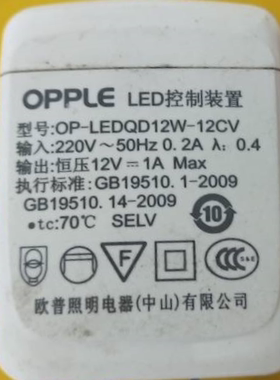 OPPLE LED控制装置
型号:OP-LEDQD12W-12CV
输入:220V～50Hz 0.2A λ: 0.4
输出:恒压12V⎓1A Max
执行标准:GB19510.1-2009
GB19510.14-2009
•tc:70℃ SELV
10
F
CCC
欧普照明电器(中山)有限公司